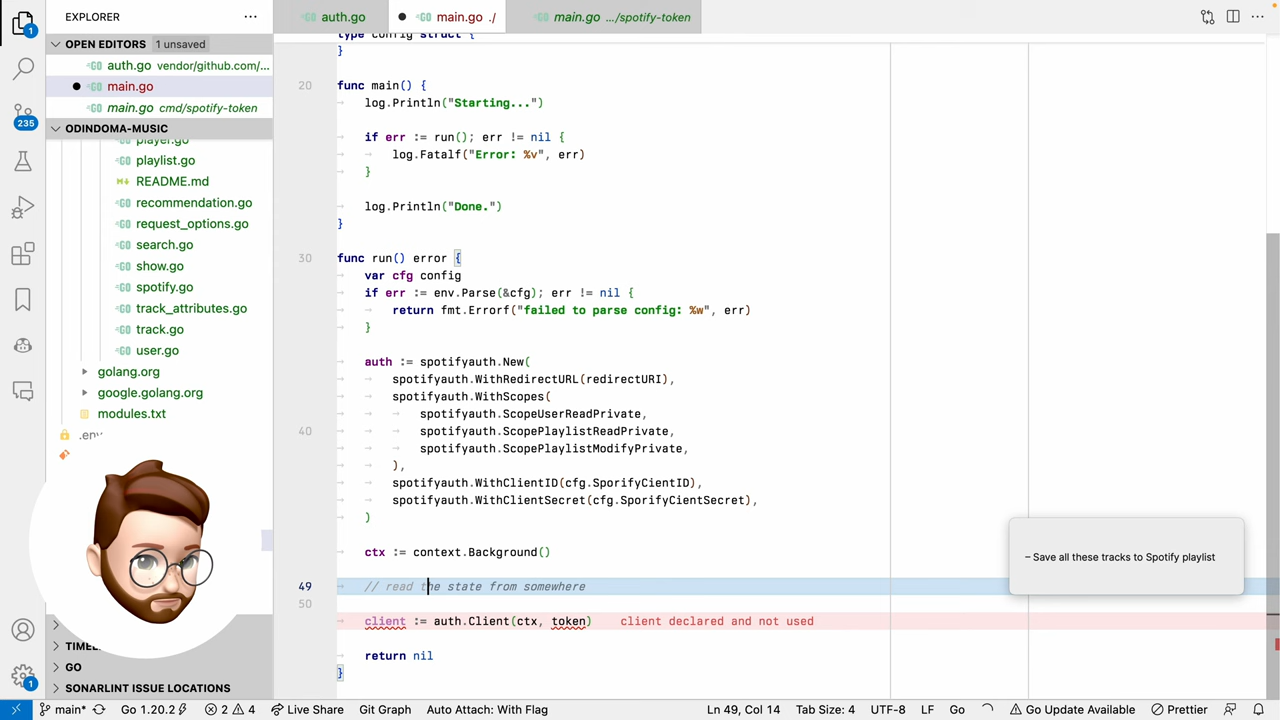 EXPLORER
auth.go
main.go ./
main.go .../spotify-token
OPEN EDITORS 1 unsaved
auth.go vendor/github.com/...
main.go
main.go cmd/spotify-token
ODINDOMA-MUSIC
player.go
playlist.go
README.md
recommendation.go
request_options.go
search.go
show.go
spotify.go
track_attributes.go
track.go
user.go
golang.org
google.golang.org
modules.txt
.env
GO
SONARLINT ISSUE LOCATIONS
1
235
1
type config struct {
}
20 func main() {
log.Println("Starting...")
if err := run(); err != nil {
log.Fatalf("Error: %v", err)
}
log.Println("Done.")
}
30 func run() error {
var cfg config
if err := env.Parse(&cfg); err != nil {
return fmt.Errorf("failed to parse config: %w", err)
}
auth := spotifyauth.New(
spotifyauth.WithRedirectURL(redirectURI),
spotifyauth.WithScopes(
spotifyauth.ScopeUserReadPrivate,
40 spotifyauth.ScopePlaylistReadPrivate,
spotifyauth.ScopePlaylistModifyPrivate,
),
spotifyauth.WithClientID(cfg.SporifyCientID),
spotifyauth.WithClientSecret(cfg.SporifyCientSecret),
)
ctx := context.Background()
49 // read the state from somewhere
50
client := auth.Client(ctx, token) client declared and not used
return nil
}
– Save all these tracks to Spotify playlist
main* Go 1.20.2 2 4 Live Share Git Graph Auto Attach: With Flag Ln 49, Col 14 Tab Size: 4 UTF-8 LF Go Go Update Available Prettier